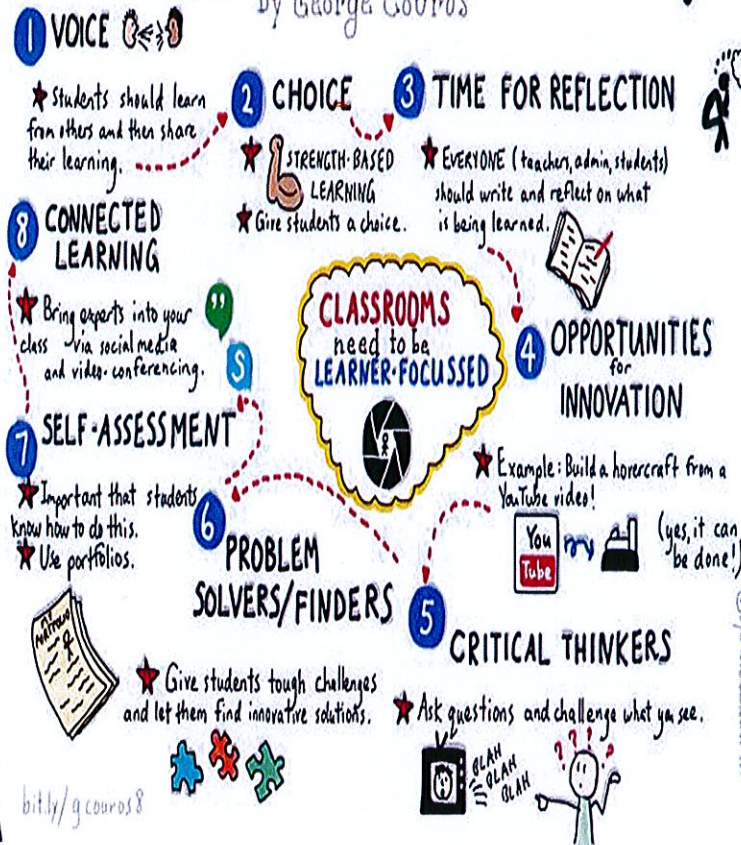 by George Couros
1 VOICE
★ Students should learn
from others and then share
their learning.
2 CHOICE
★ STRENGTH-BASED
LEARNING
★ Give students a choice.
3 TIME FOR REFLECTION
★ EVERYONE (teachers, admin, students)
should write and reflect on what
is being learned.
CLASSROOMS
need to be
LEARNER-FOCUSSED
4 OPPORTUNITIES
for
INNOVATION
★ Example: Build a hovercraft from a
YouTube video!
You
Tube
(yes, it can
be done!)
5 CRITICAL THINKERS
★ Ask questions and challenge what you see.
BLAH
BLAH
BLAH
? ? ? ?
6 PROBLEM
SOLVERS/FINDERS
★ Give students tough challenges
and let them find innovative solutions.
7 SELF-ASSESSMENT
★ Important that students
know how to do this.
★ Use portfolios.
PORTFOLIO
8 CONNECTED
LEARNING
★ Bring experts into your
class via social media
and video-conferencing.
S
bit.ly/gcouros8